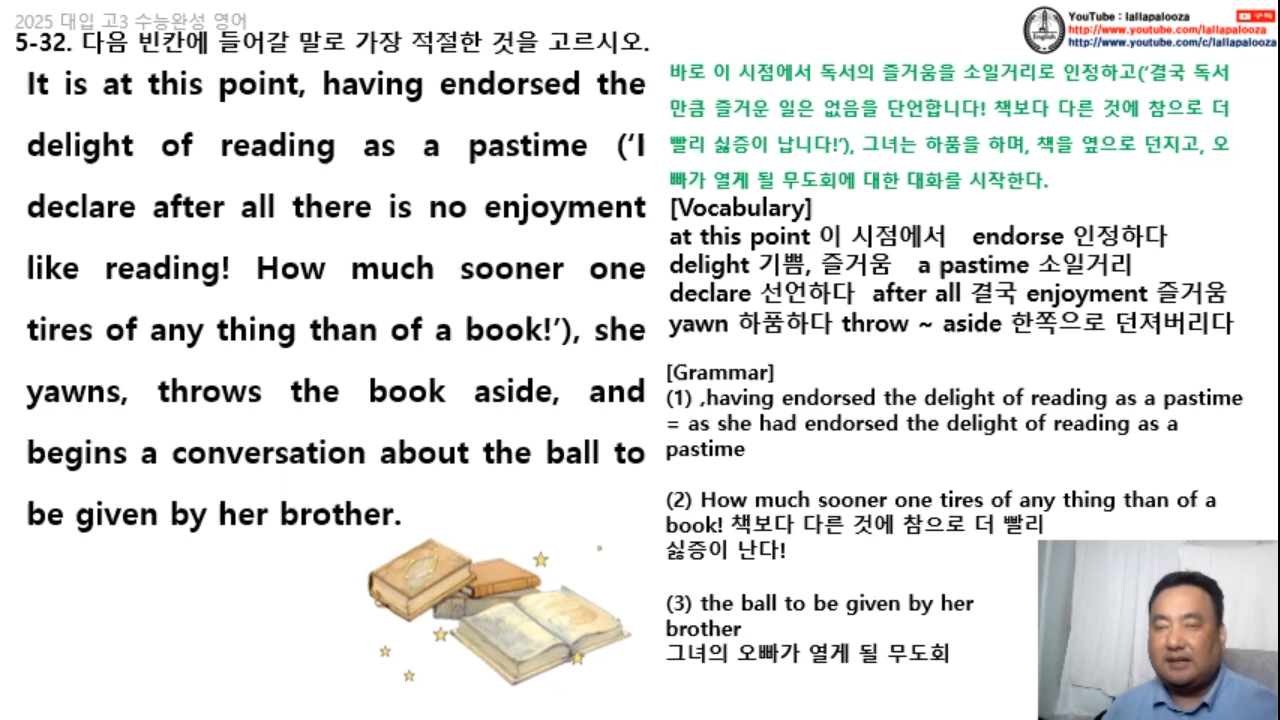 2025 대입 고3 수능완성 영어
5-32. 다음 빈칸에 들어갈 말로 가장 적절한 것을 고르시오.
YouTube : lallapalooza
구독
http://www.youtube.com/lallapalooza
http://www.youtube.com/c/lallapalooza
It is at this point, having endorsed the
delight of reading as a pastime (‘I
declare after all there is no enjoyment
like reading! How much sooner one
tires of any thing than of a book!’), she
yawns, throws the book aside, and
begins a conversation about the ball to
be given by her brother.
바로 이 시점에서 독서의 즐거움을 소일거리로 인정하고(‘결국 독서
만큼 즐거운 일은 없음을 단언합니다! 책보다 다른 것에 참으로 더
빨리 싫증이 납니다!’), 그녀는 하품을 하며, 책을 옆으로 던지고, 오
빠가 열게 될 무도회에 대한 대화를 시작한다.
[Vocabulary]
at this point 이 시점에서 endorse 인정하다
delight 기쁨, 즐거움 a pastime 소일거리
declare 선언하다 after all 결국 enjoyment 즐거움
yawn 하품하다 throw ~ aside 한쪽으로 던져버리다
[Grammar]
(1) ,having endorsed the delight of reading as a pastime
= as she had endorsed the delight of reading as a
pastime
(2) How much sooner one tires of any thing than of a
book! 책보다 다른 것에 참으로 더 빨리
싫증이 난다!
(3) the ball to be given by her
brother
그녀의 오빠가 열게 될 무도회